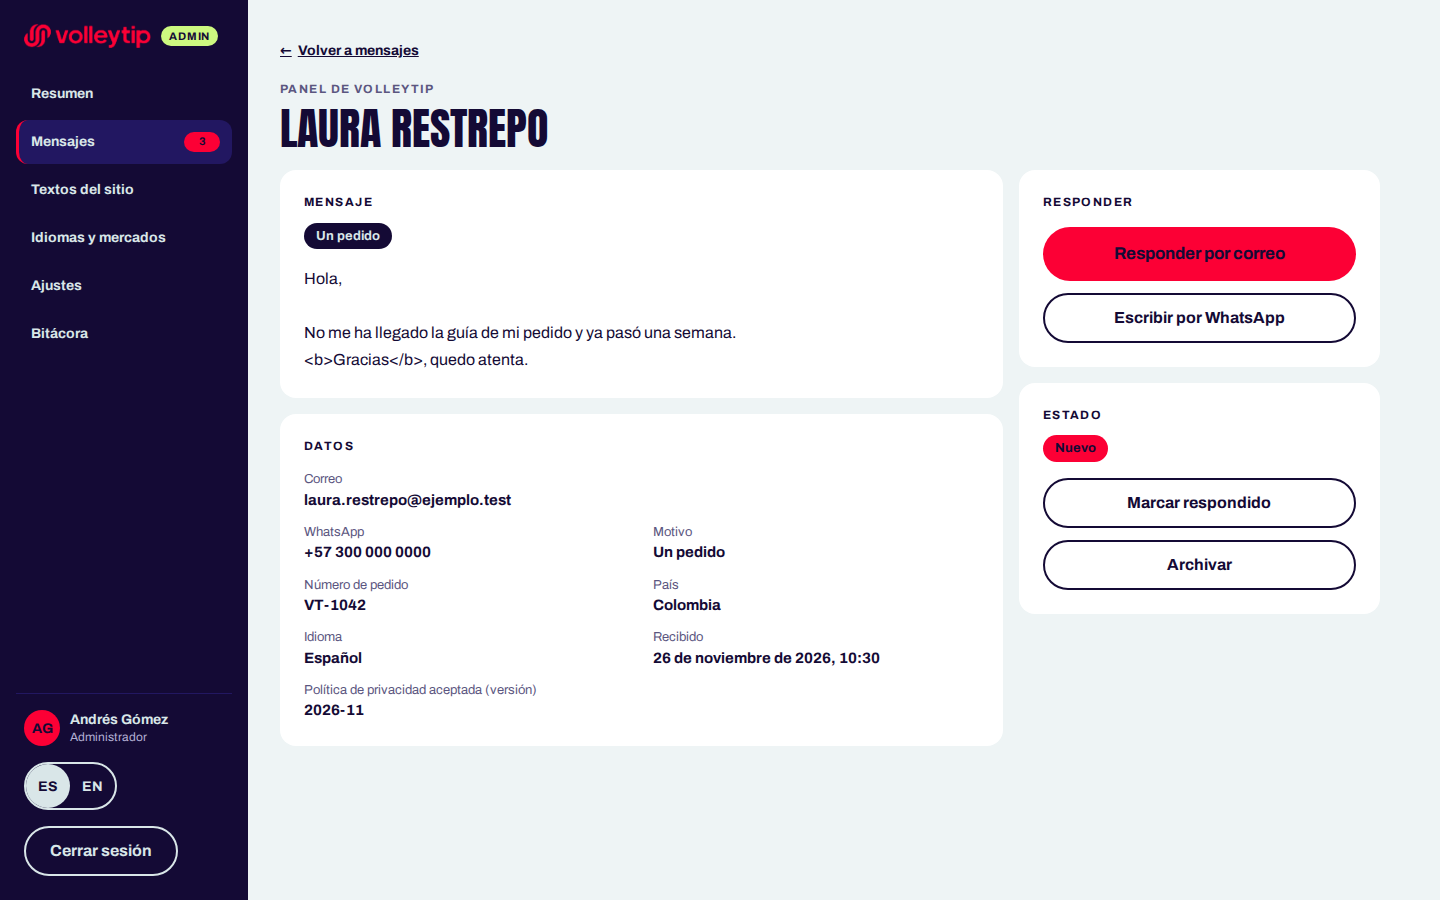 volleytip ADMIN
Resumen
Mensajes 3
Textos del sitio
Idiomas y mercados
Ajustes
Bitácora
AG Andrés Gómez
Administrador
ES EN
Cerrar sesión
← Volver a mensajes
PANEL DE VOLLEYTIP
LAURA RESTREPO
MENSAJE
Un pedido
Hola,
No me ha llegado la guía de mi pedido y ya pasó una semana.
<b>Gracias</b>, quedo atenta.
DATOS
Correo
laura.restrepo@ejemplo.test
WhatsApp
+57 300 000 0000
Motivo
Un pedido
Número de pedido
VT-1042
País
Colombia
Idioma
Español
Recibido
26 de noviembre de 2026, 10:30
Política de privacidad aceptada (versión)
2026-11
RESPONDER
Responder por correo
Escribir por WhatsApp
ESTADO
Nuevo
Marcar respondido
Archivar